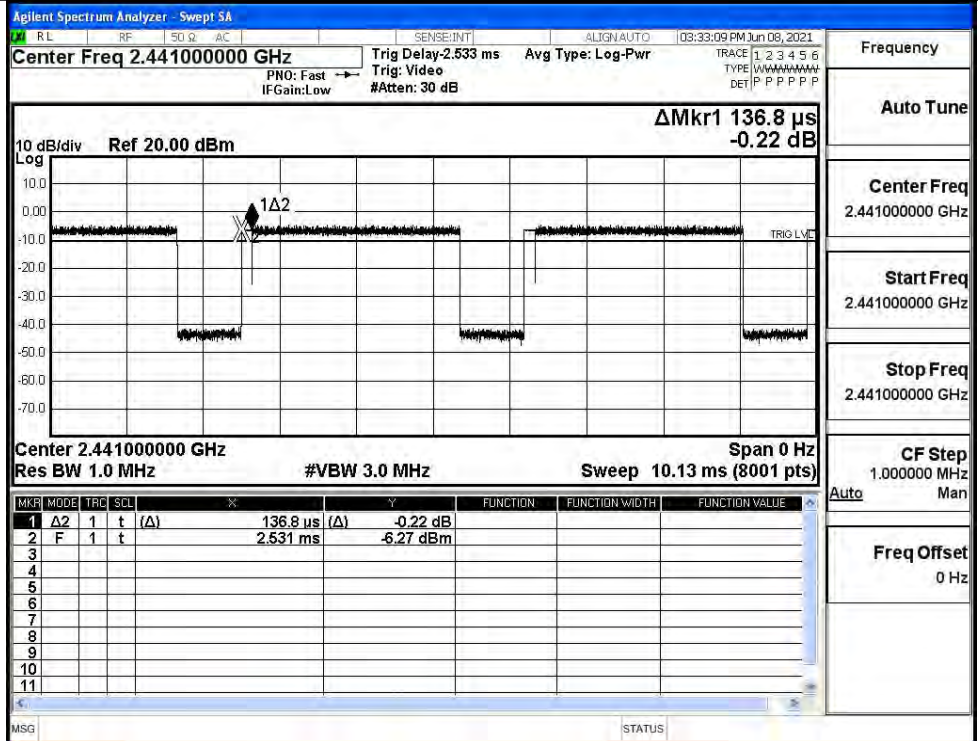 Agilent Spectrum Analyzer - Swept SA
RL RF 50 Ω AC SENSE:INT ALIGN AUTO 03:33:09 PM Jun 08, 2021
Center Freq 2.441000000 GHz
PNO: Fast
IFGain:Low
Trig Delay-2.533 ms
Trig: Video
#Atten: 30 dB
Avg Type: Log-Pwr
TRACE 1 2 3 4 5 6
TYPE WWWWWW
DET P P P P P P
ΔMkr1 136.8 µs
-0.22 dB
10 dB/div Ref 20.00 dBm
Log
10.0
0.00
-10.0
-20.0
-30.0
-40.0
-50.0
-60.0
-70.0
1Δ2
TRIG LVL
Center 2.441000000 GHz Span 0 Hz
Res BW 1.0 MHz #VBW 3.0 MHz Sweep 10.13 ms (8001 pts)
MKR MODE TRC SCL X Y FUNCTION FUNCTION WIDTH FUNCTION VALUE
1 Δ2 1 t (Δ) 136.8 µs (Δ) -0.22 dB
2 F 1 t 2.531 ms -6.27 dBm
3
4
5
6
7
8
9
10
11
MSG STATUS
Frequency
Auto Tune
Center Freq
2.441000000 GHz
Start Freq
2.441000000 GHz
Stop Freq
2.441000000 GHz
CF Step
1.000000 MHz
Auto Man
Freq Offset
0 Hz